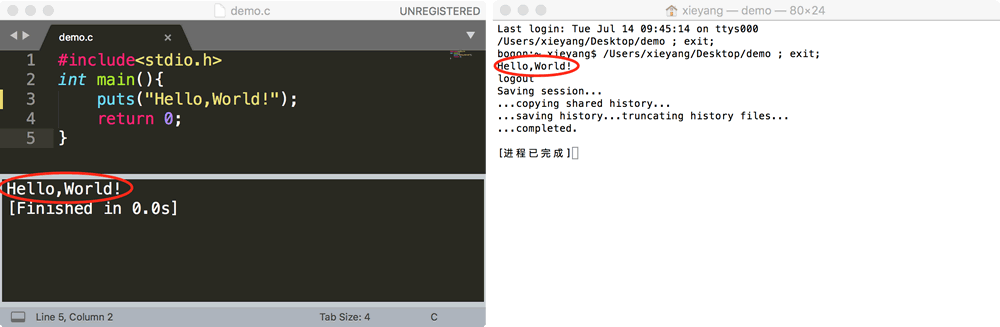 demo.c
UNREGISTERED
demo.c ×
1 #include<stdio.h>
2 int main(){
3     puts("Hello,World!");
4     return 0;
5 }
Hello,World!
[Finished in 0.0s]
Line 5, Column 2
Tab Size: 4
C
xieyang — demo — 80×24
Last login: Tue Jul 14 09:45:14 on ttys000
/Users/xieyang/Desktop/demo ; exit;
bogon:~ xieyang$ /Users/xieyang/Desktop/demo ; exit;
Hello,World!
logout
Saving session...
...copying shared history...
...saving history...truncating history files...
...completed.
[进程已完成]